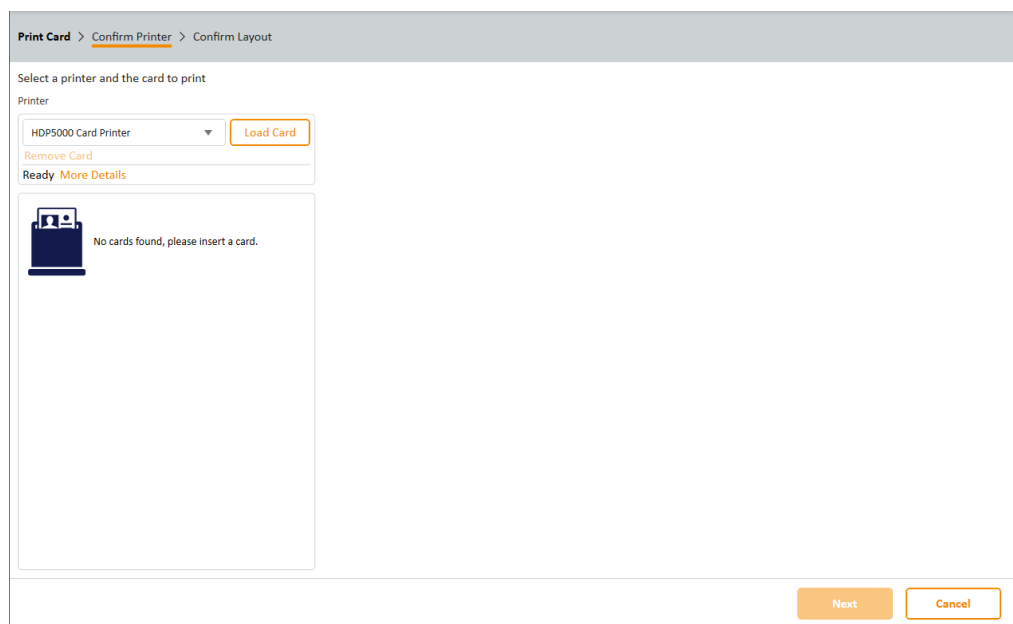 Print Card > Confirm Printer > Confirm Layout
Select a printer and the card to print
Printer
HDP5000 Card Printer
Load Card
Remove Card
Ready More Details
No cards found, please insert a card.
Next
Cancel